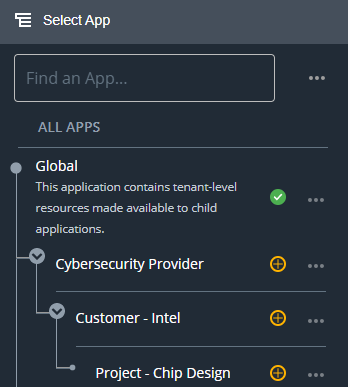 Select App
Find an App...
ALL APPS
Global
This application contains tenant-level
resources made available to child
applications.
Cybersecurity Provider
Customer - Intel
Project - Chip Design